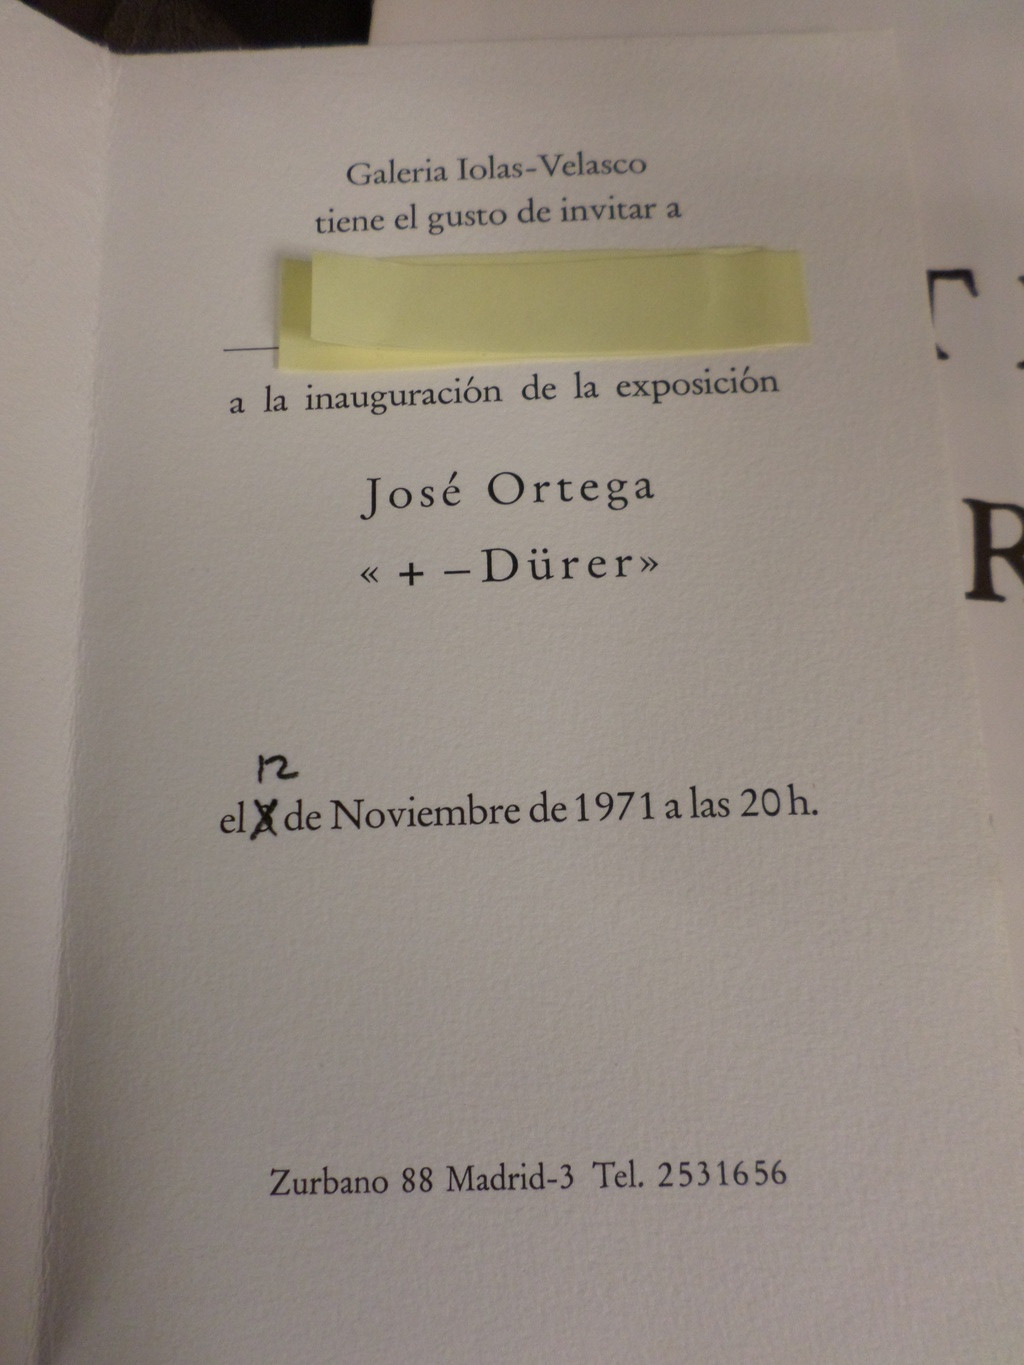 Galeria Iolas-Velasco
tiene el gusto de invitar a
a la inauguración de la exposición
José Ortega
« + – Dürer»
12
el de Noviembre de 1971 a las 20 h.
Zurbano 88 Madrid-3 Tel. 2531656
T
R